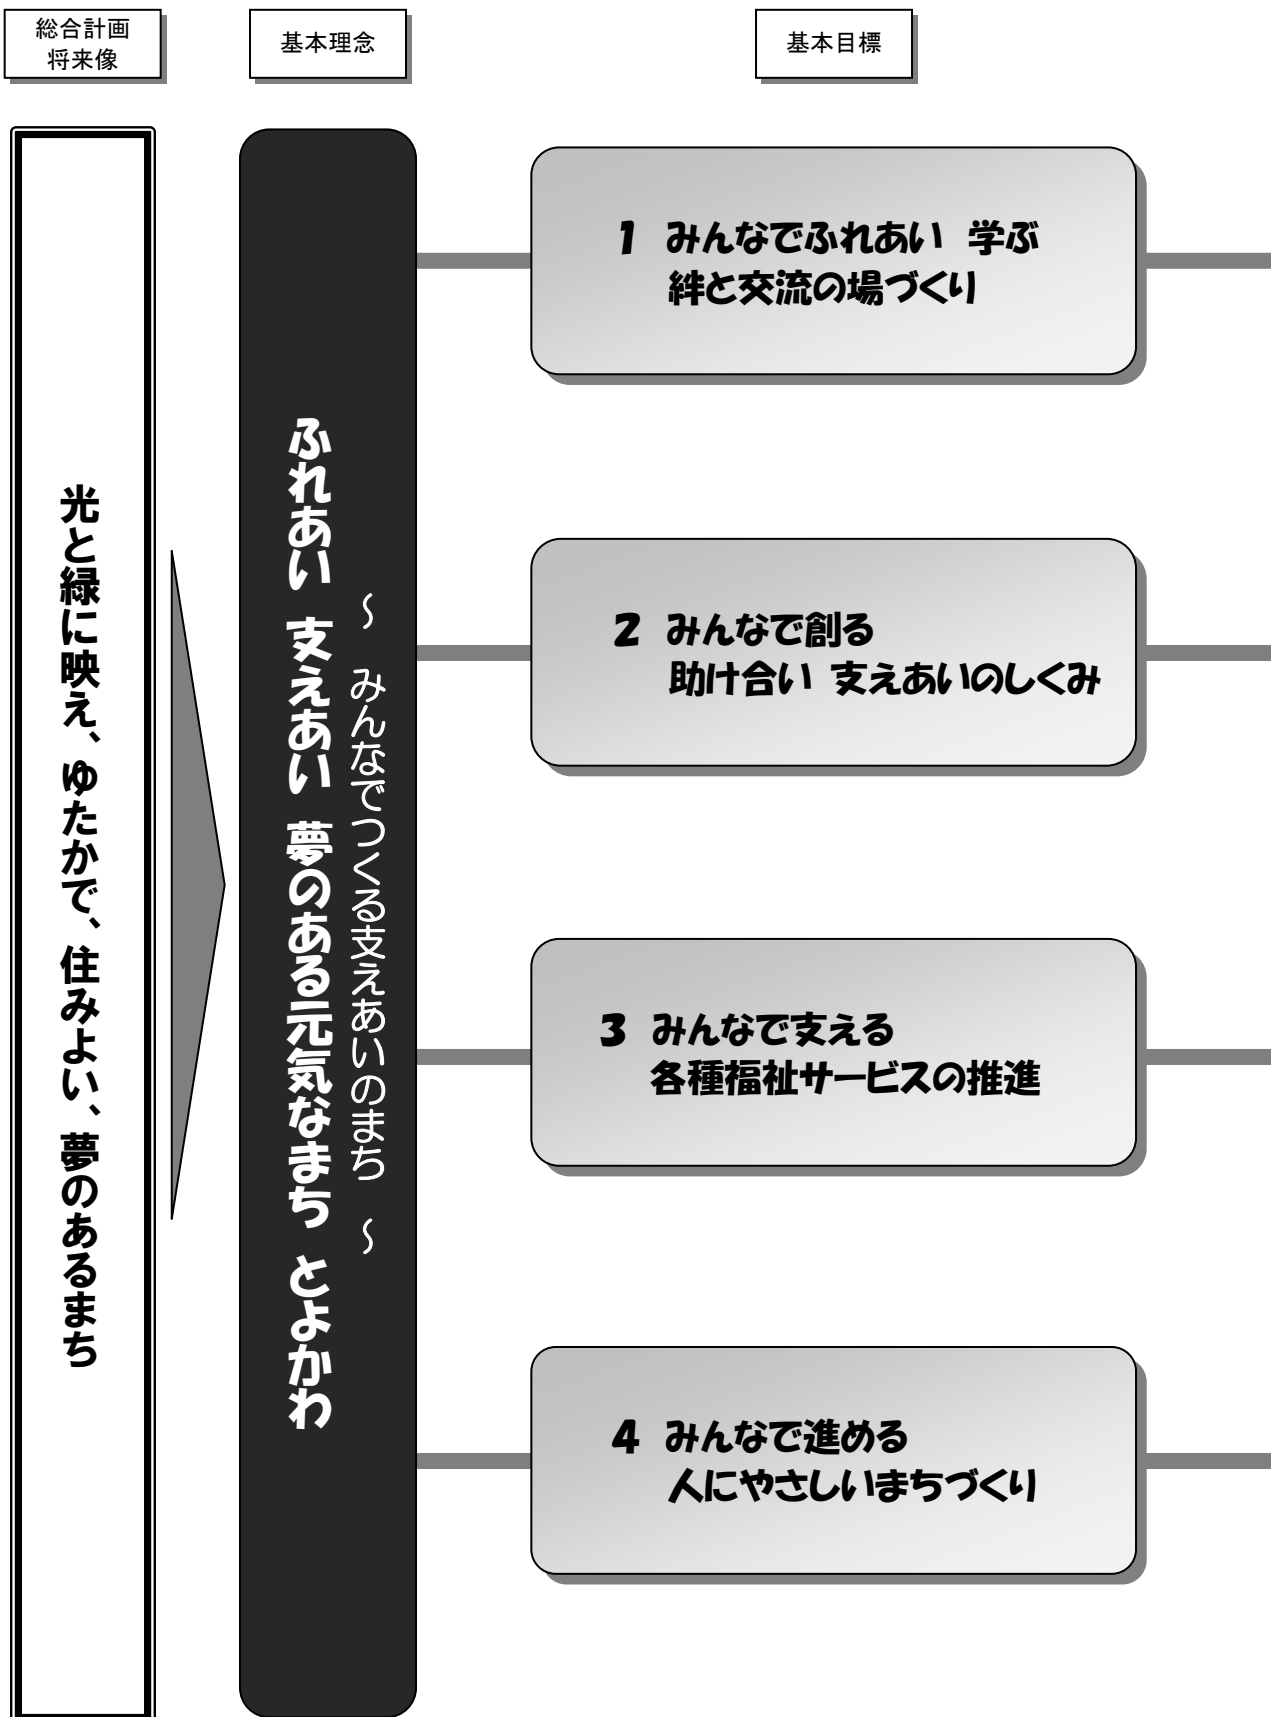 総合計画
将来像
基本理念
基本目標
光と緑に映え、ゆたかで、住みよい、夢のあるまち
ふれあい 支えあい 夢のある元気なまち とよかわ
～ みんなでつくる支えあいのまち ～
1 みんなでふれあい 学ぶ
絆と交流の場づくり
2 みんなで創る
助け合い 支えあいのしくみ
3 みんなで支える
各種福祉サービスの推進
4 みんなで進める
人にやさしいまちづくり